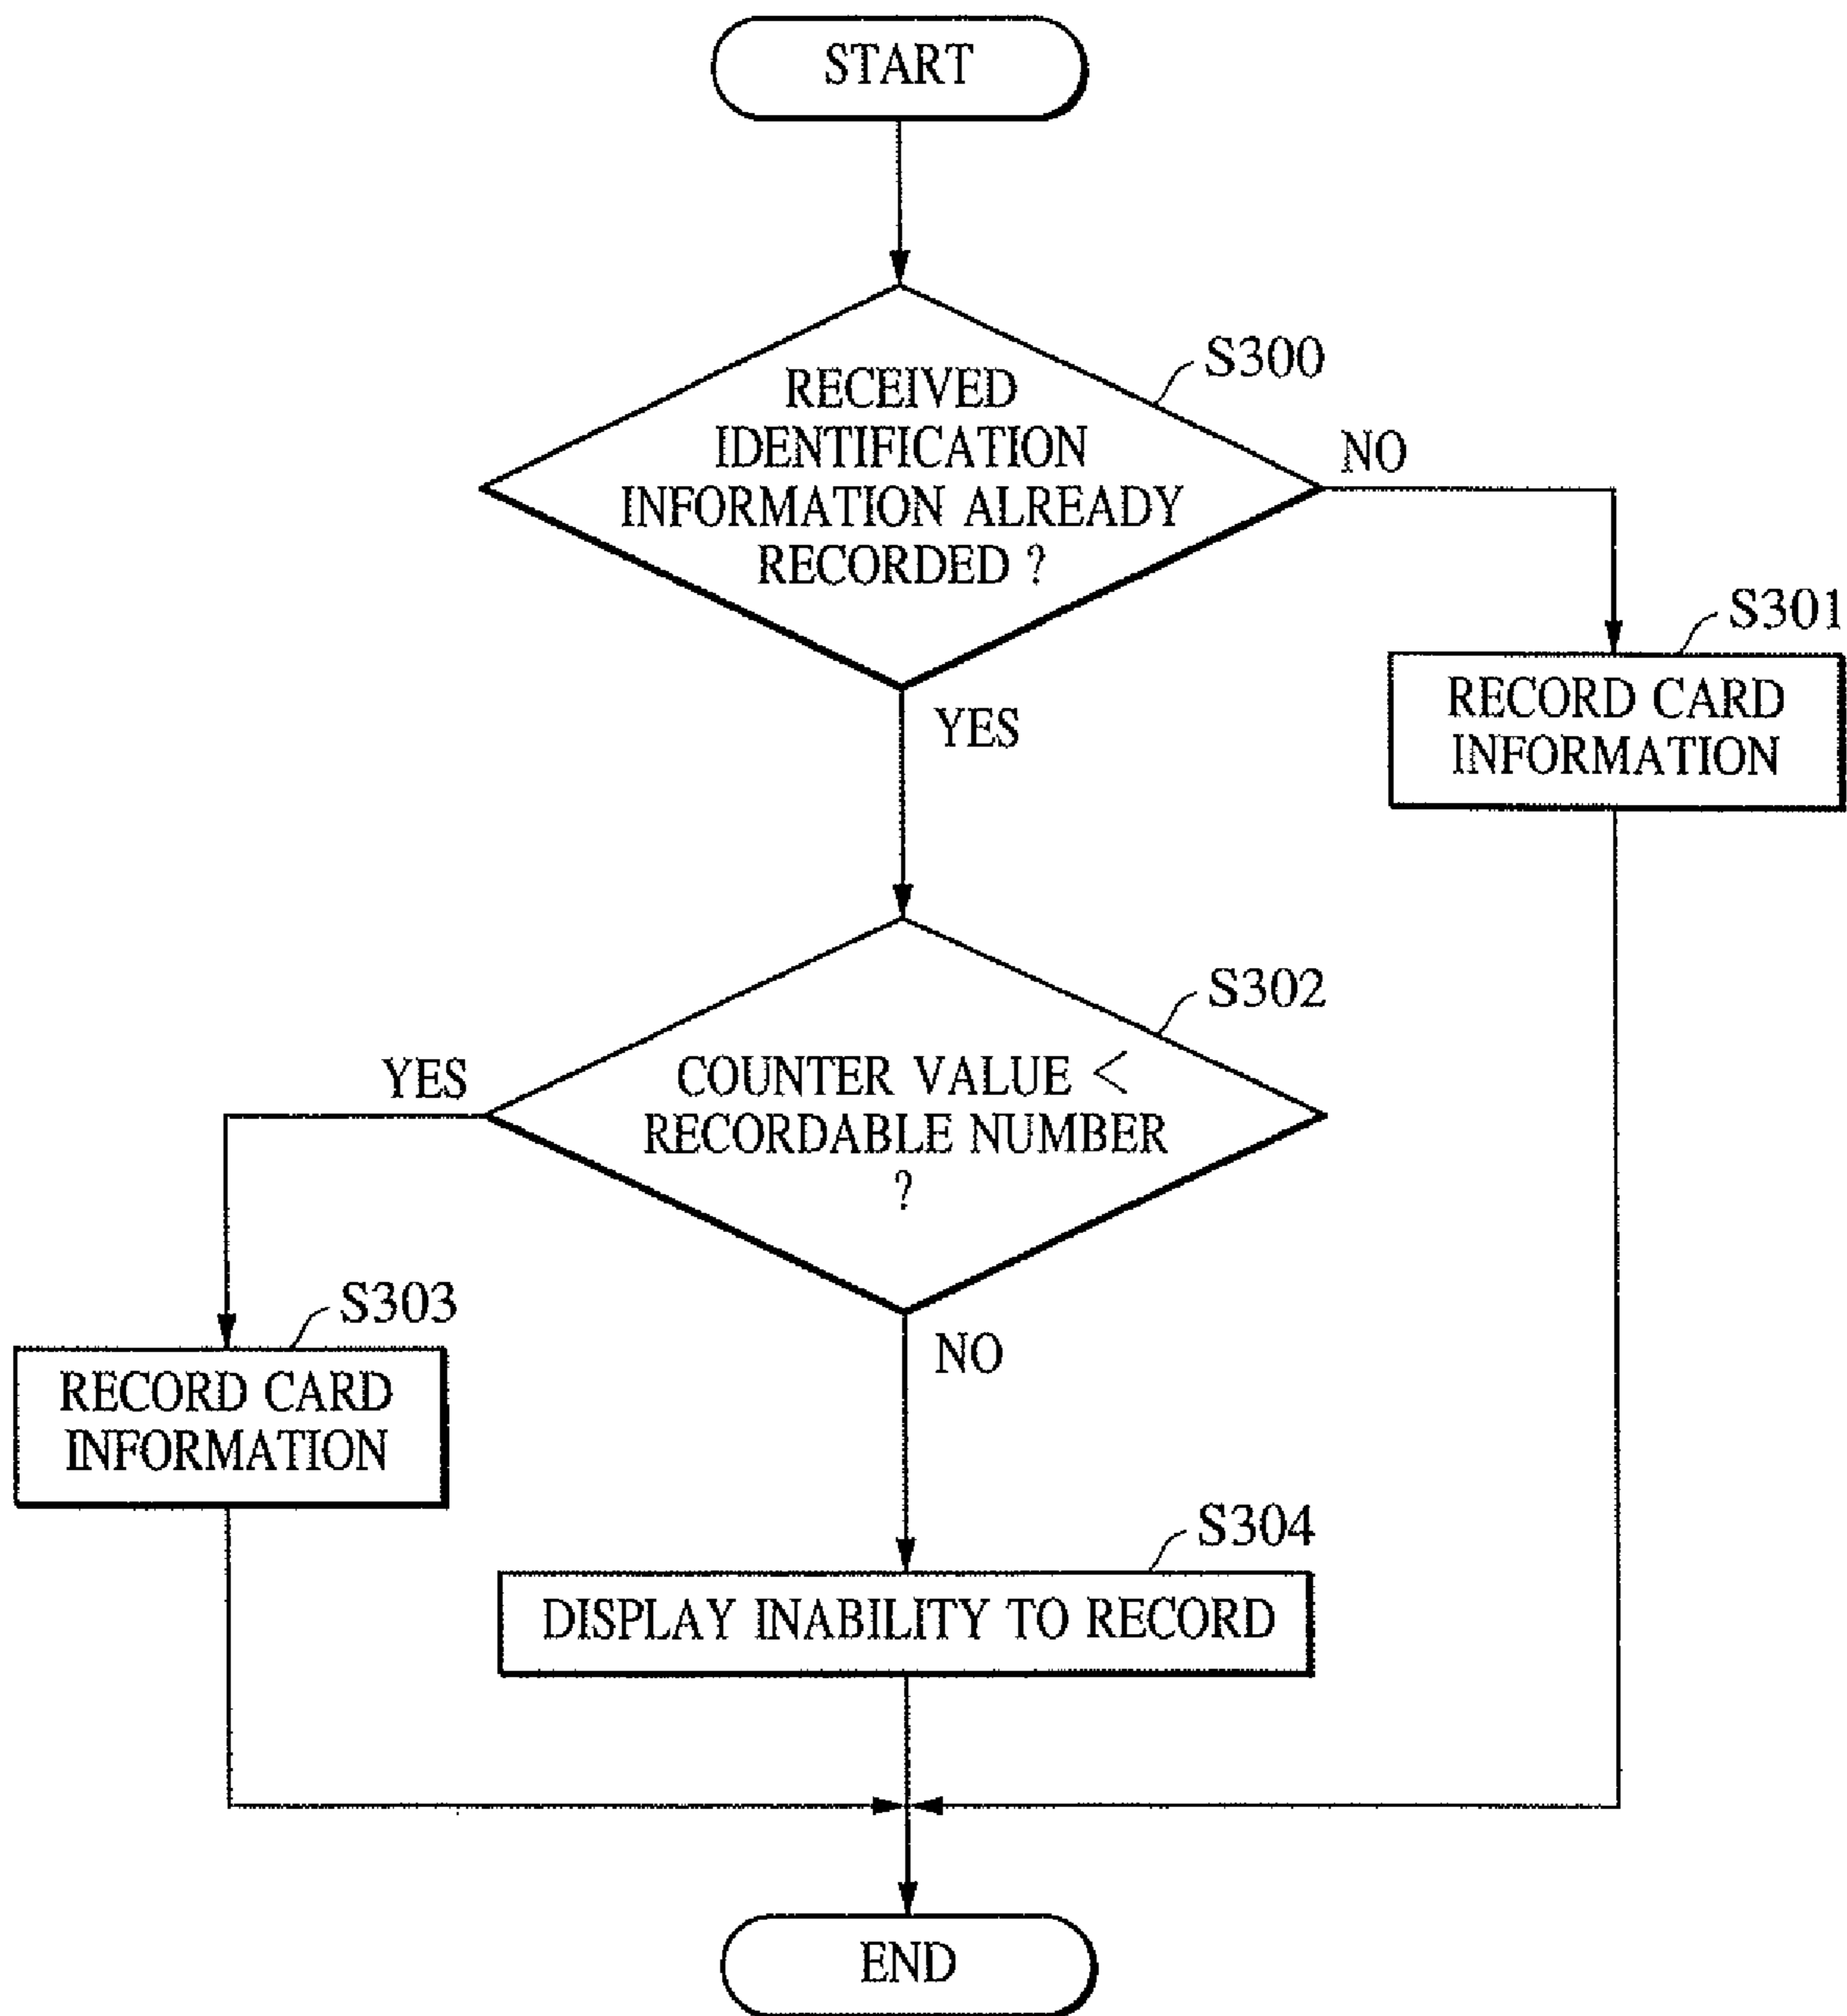 START
S300
RECEIVED
IDENTIFICATION
INFORMATION ALREADY
RECORDED ?
NO
YES
S301
RECORD CARD
INFORMATION
S302
COUNTER VALUE <
RECORDABLE NUMBER
?
YES
NO
S303
RECORD CARD
INFORMATION
S304
DISPLAY INABILITY TO RECORD
END